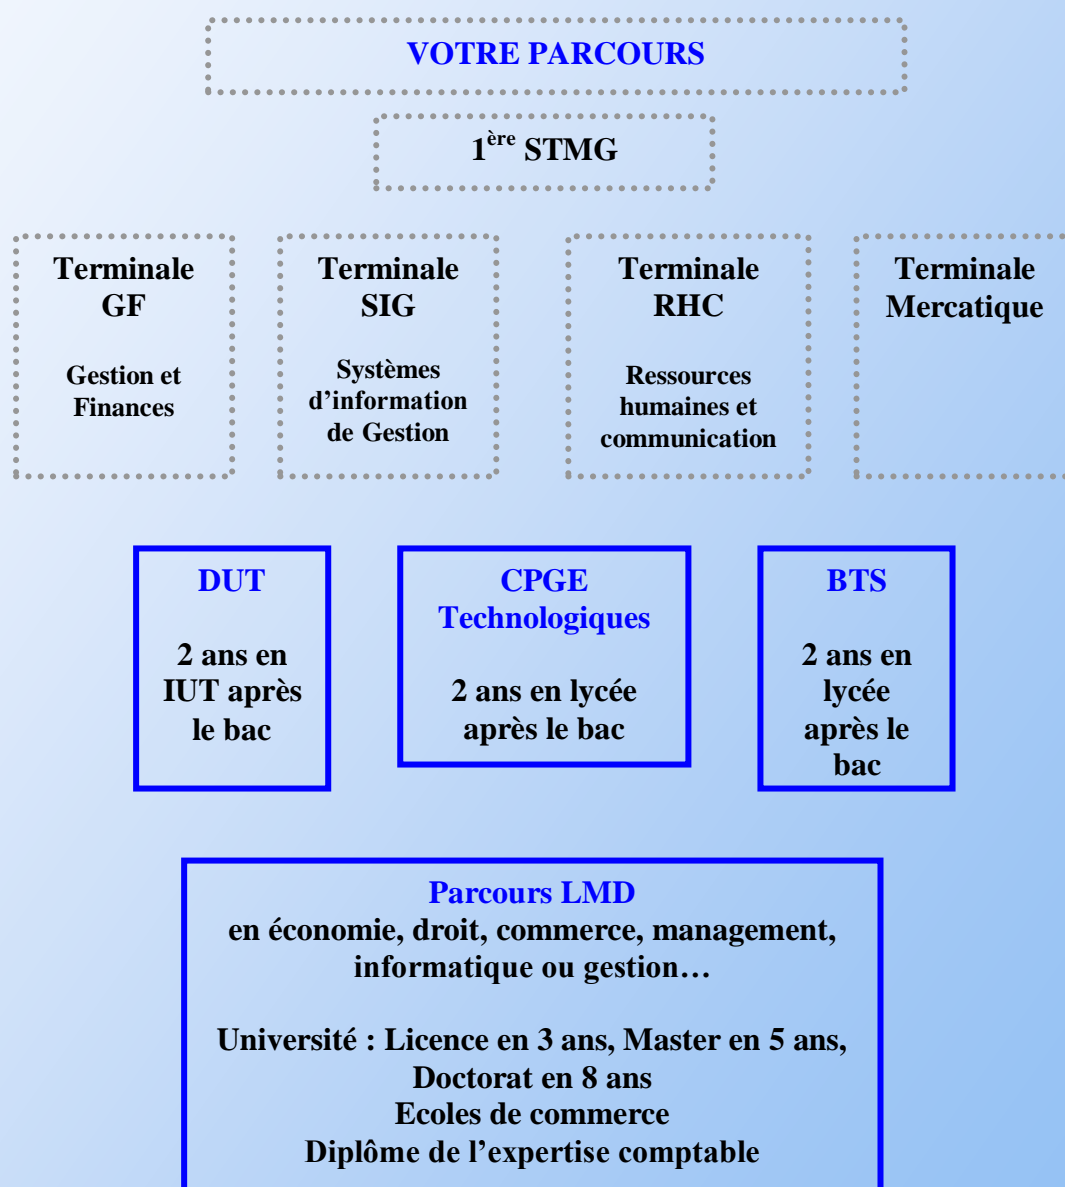 VOTRE PARCOURS
1ère STMG
Terminale
GF
Gestion et
Finances
Terminale
SIG
Systèmes
d’information
de Gestion
Terminale
RHC
Ressources
humaines et
communication
Terminale
Mercatique
DUT
2 ans en
IUT après
le bac
CPGE
Technologiques
2 ans en lycée
après le bac
BTS
2 ans en
lycée
après le
bac
Parcours LMD
en économie, droit, commerce, management,
informatique ou gestion…
Université : Licence en 3 ans, Master en 5 ans,
Doctorat en 8 ans
Ecoles de commerce
Diplôme de l’expertise comptable